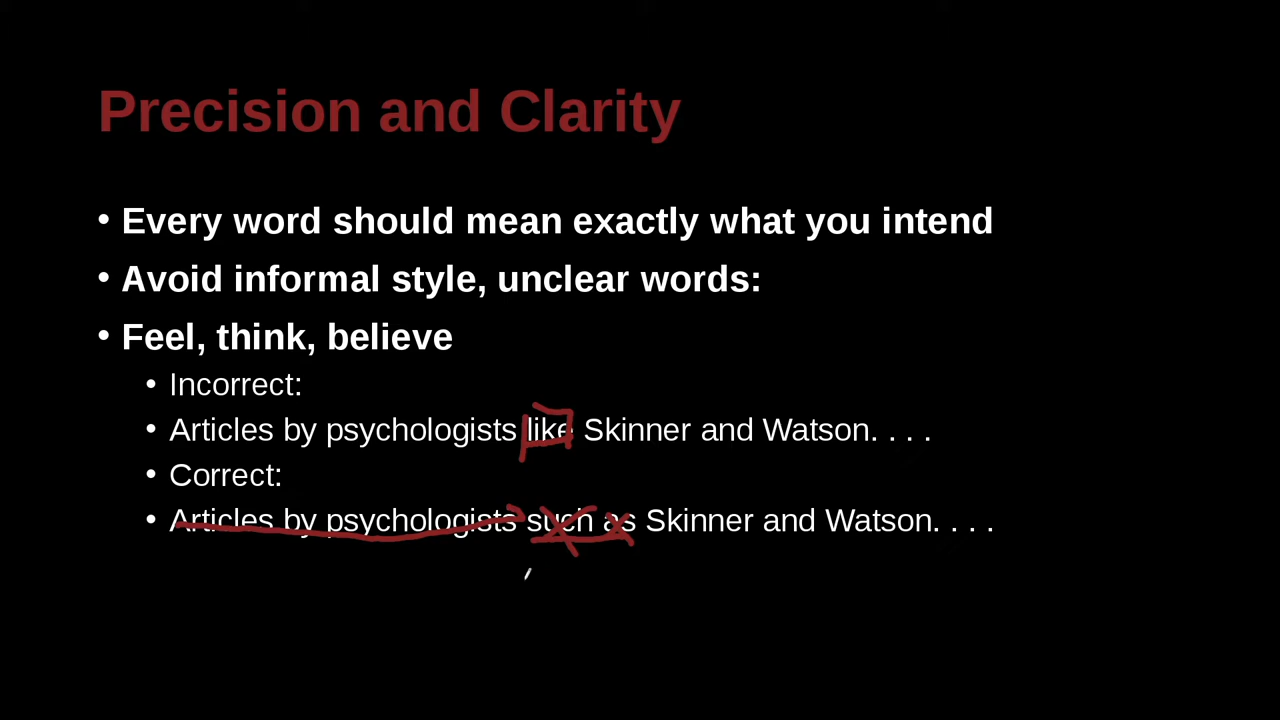 Precision and Clarity
• Every word should mean exactly what you intend
• Avoid informal style, unclear words:
• Feel, think, believe
• Incorrect:
• Articles by psychologists like Skinner and Watson. . . .
• Correct:
• Articles by psychologists such as Skinner and Watson. . . .